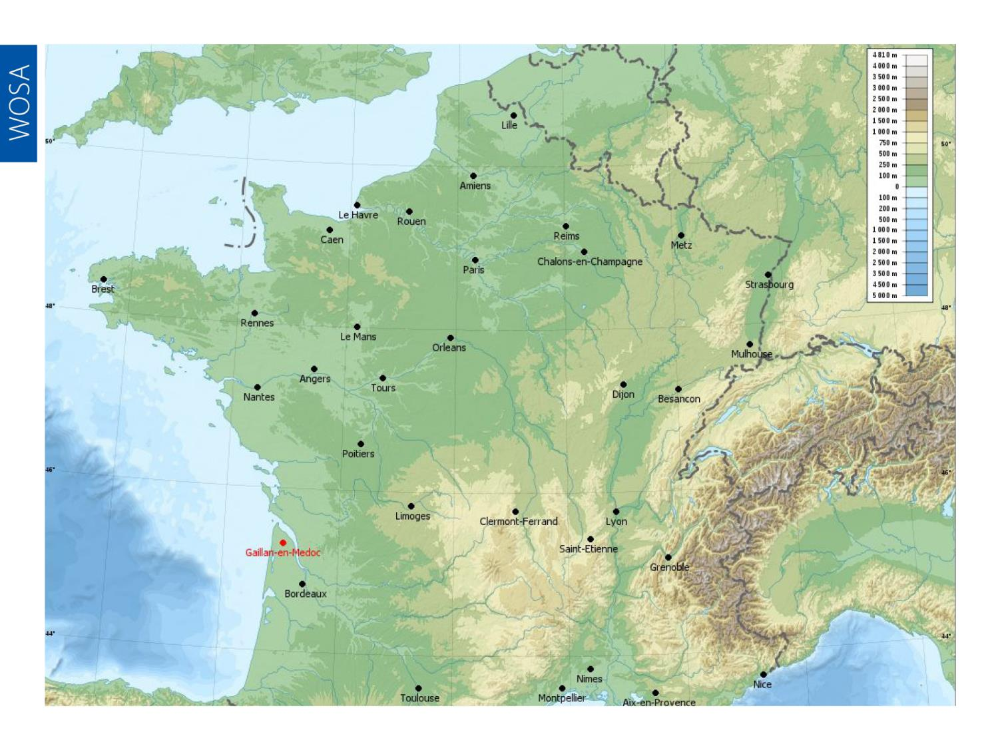 WOSA
4 810 m
4 000 m
3 500 m
3 000 m
2 500 m
2 000 m
1 500 m
1 000 m
750 m
500 m
250 m
100 m
0
100 m
200 m
500 m
1 000 m
1 500 m
2 000 m
2 500 m
3 500 m
4 500 m
5 000 m
50°
50°
Lille
Amiens
Le Havre
Rouen
Caen
Reims
Metz
Chalons-en-Champagne
Paris
Brest
Strasbourg
48°
48°
Rennes
Le Mans
Orleans
Mulhouse
Angers
Tours
Nantes
Dijon
Besancon
Poitiers
46°
46°
Limoges
Clermont-Ferrand
Lyon
Gaillan-en-Medoc
Saint-Etienne
Grenoble
Bordeaux
44°
44°
Nimes
Nice
Toulouse
Montpellier
Aix-en-Provence